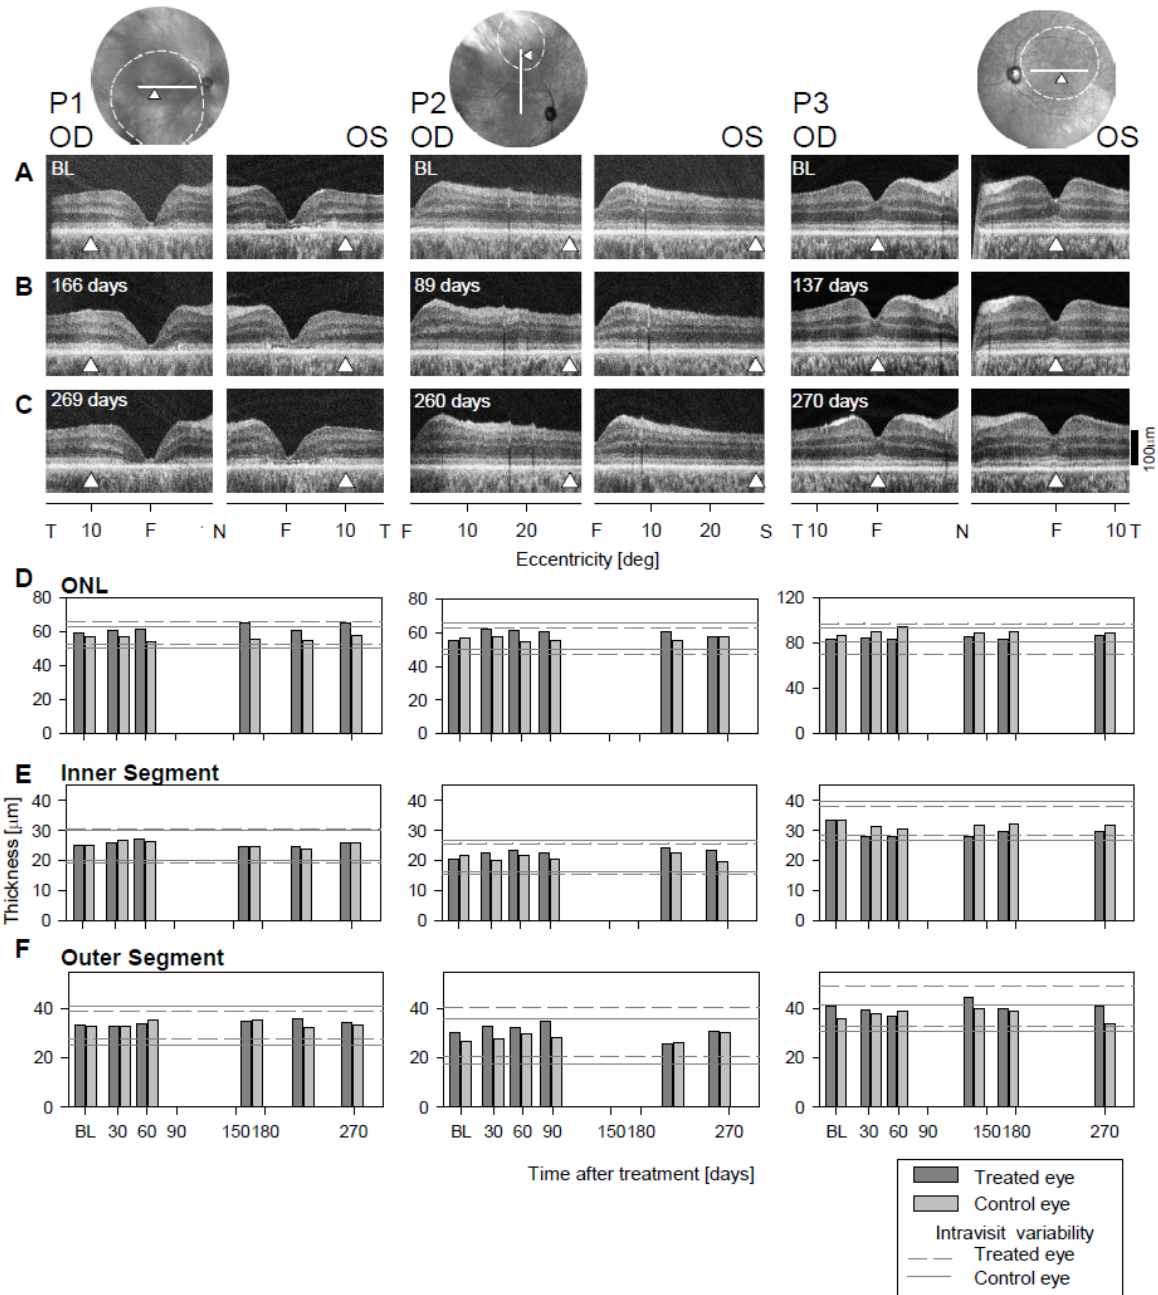 P1
OD
OS
P2
OD
OS
P3
OD
OS
A
BL
BL
BL
B
166 days
89 days
137 days
C
269 days
260 days
270 days
100µm
T 10 F N
F 10 T
F 10 20
F 10 20 S
T 10 F N
F 10 T
Eccentricity [deg]
D ONL
80
60
40
20
0
80
60
40
20
0
120
80
40
0
E Inner Segment
Thickness [µm]
40
30
20
10
0
40
30
20
10
0
40
30
20
10
0
F Outer Segment
40
20
0
40
20
0
40
20
0
BL 30 60 90 150 180 270
BL 30 60 90 150 180 270
BL 30 60 90 150 180 270
Time after treatment [days]
Treated eye
Control eye
Intravisit variability
Treated eye
Control eye